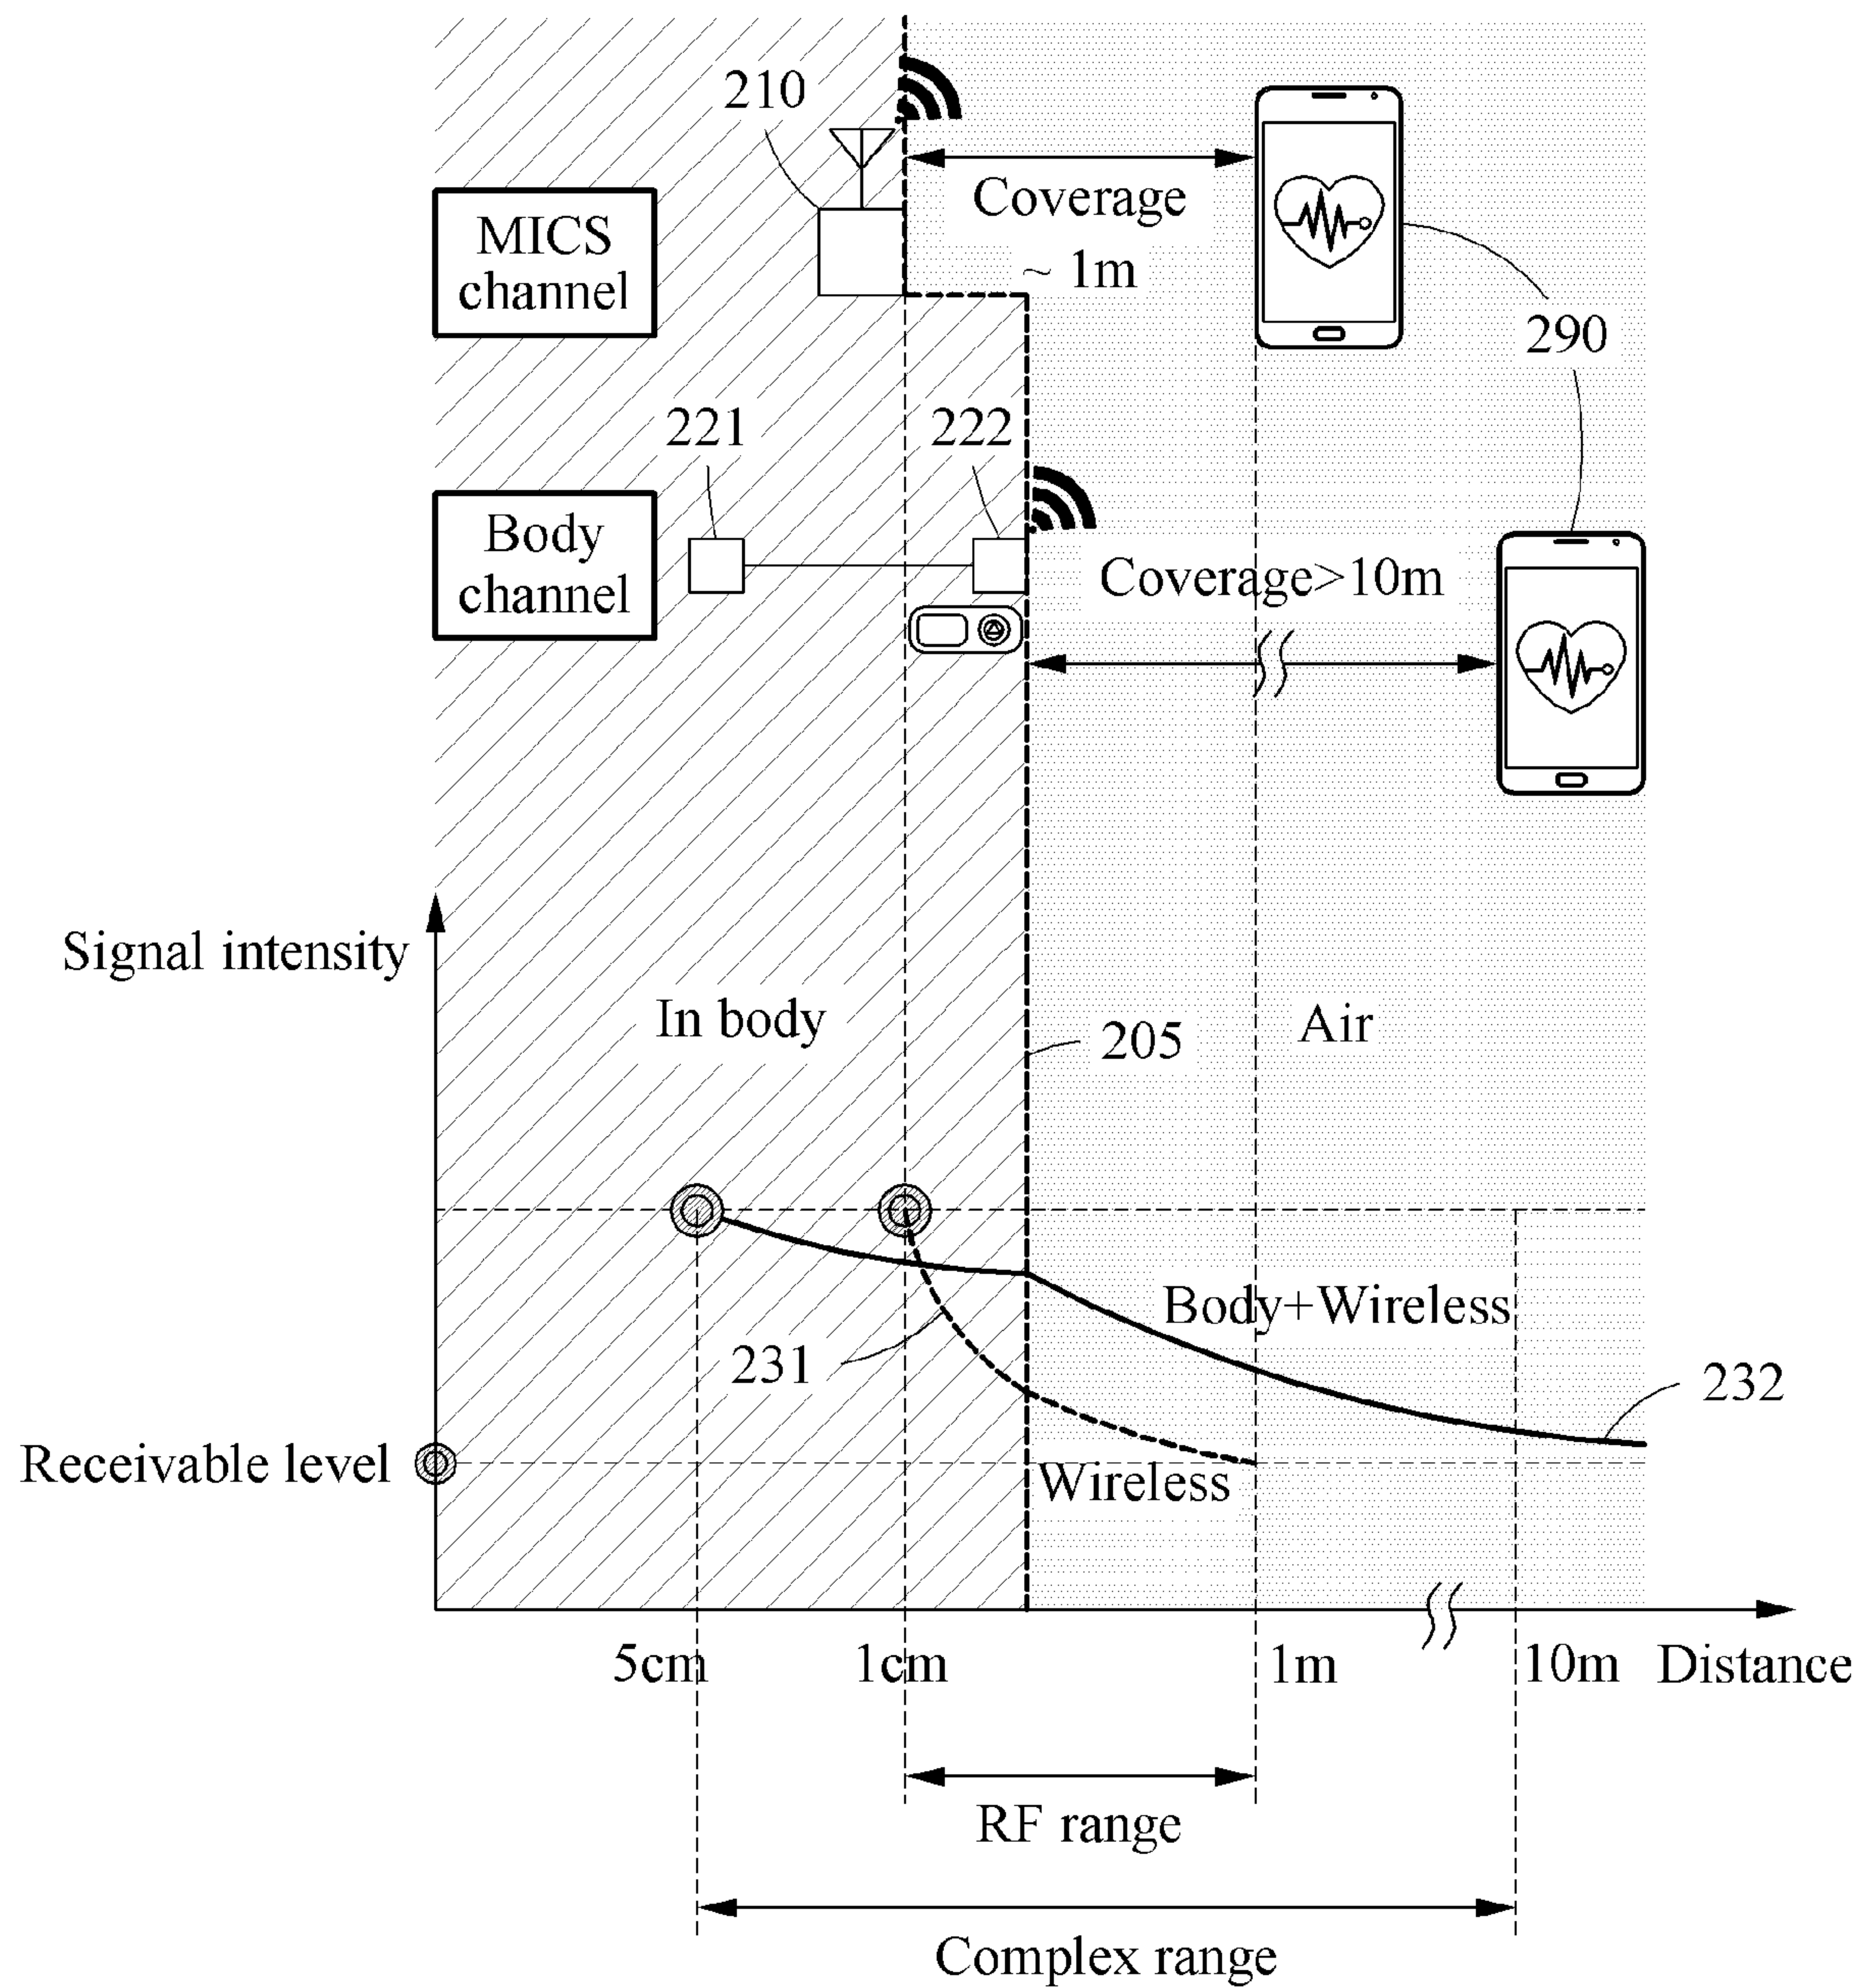 210
Coverage
~ 1m
MICS
channel
290
221
222
Body
channel
Coverage>10m
Signal intensity
In body
205
Air
Body+Wireless
231
232
Receivable level
Wireless
5cm
1cm
1m
10m
Distance
RF range
Complex range